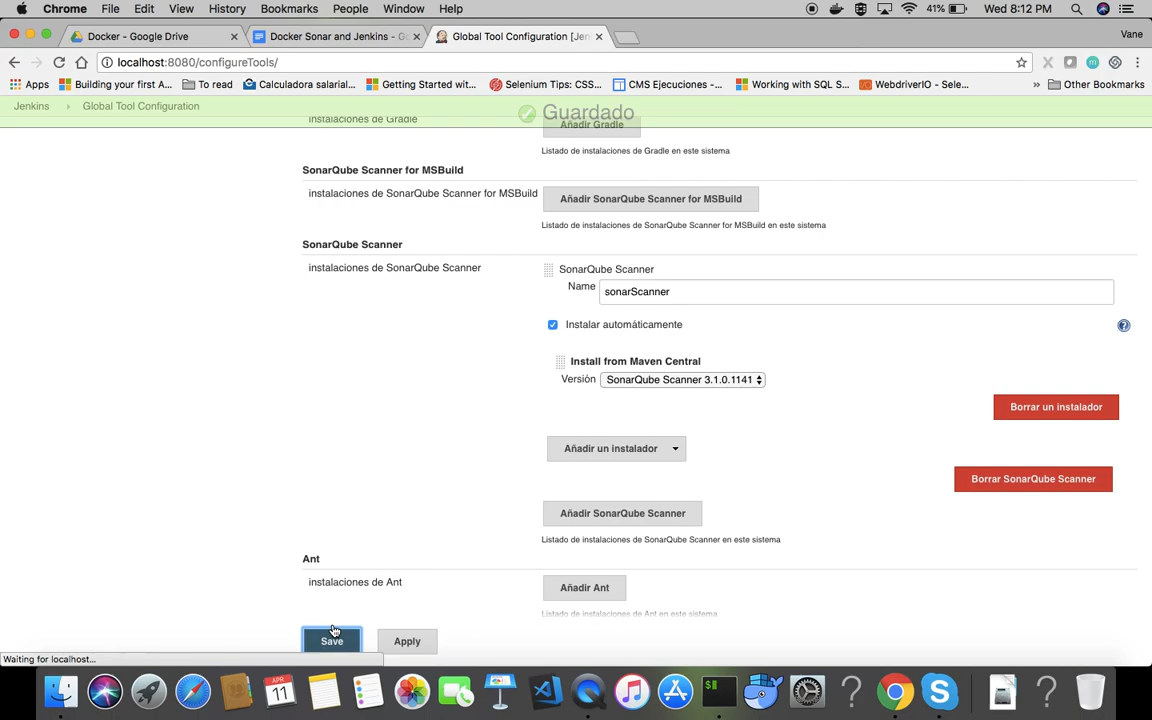 Chrome File Edit View History Bookmarks People Window Help 41% Wed 8:12 PM
Docker - Google Drive Docker Sonar and Jenkins - Go Global Tool Configuration [Jen Vane
localhost:8080/configureTools/
Apps Building your first A... To read Calculadora salarial... Getting Started wit... Selenium Tips: CSS... CMS Ejecuciones -... Working with SQL S... WebdriverIO - Sele... » Other Bookmarks
Jenkins Global Tool Configuration
Guardado
instalaciones de Gradle
Añadir Gradle
Listado de instalaciones de Gradle en este sistema
SonarQube Scanner for MSBuild
instalaciones de SonarQube Scanner for MSBuild
Añadir SonarQube Scanner for MSBuild
Listado de instalaciones de SonarQube Scanner for MSBuild en este sistema
SonarQube Scanner
instalaciones de SonarQube Scanner
SonarQube Scanner
Name sonarScanner
Instalar automáticamente
Install from Maven Central
Versión SonarQube Scanner 3.1.0.1141
Borrar un instalador
Añadir un instalador
Borrar SonarQube Scanner
Añadir SonarQube Scanner
Listado de instalaciones de SonarQube Scanner en este sistema
Ant
instalaciones de Ant
Añadir Ant
Listado de instalaciones de Ant en este sistema
Save Apply
Waiting for localhost...
APR
11